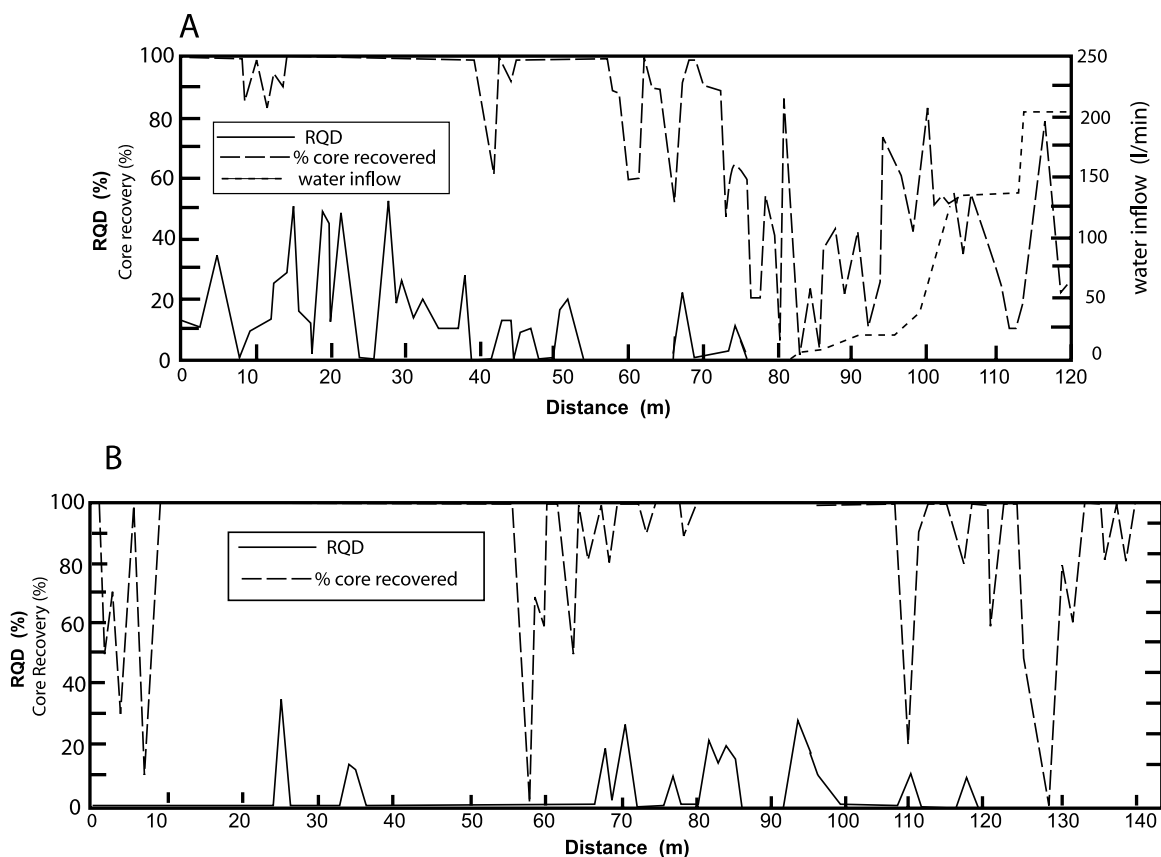 A
100
80
60
40
20
0
RQD (%)
Core recovery (%)
RQD
% core recovered
water inflow
250
200
150
100
50
0
water inflow (l/min)
0 10 20 30 40 50 60 70 80 90 100 110 120
Distance (m)
B
100
80
60
40
20
0
RQD (%)
Core Recovery (%)
RQD
% core recovered
0 10 20 30 40 50 60 70 80 90 100 110 120 130 140
Distance (m)